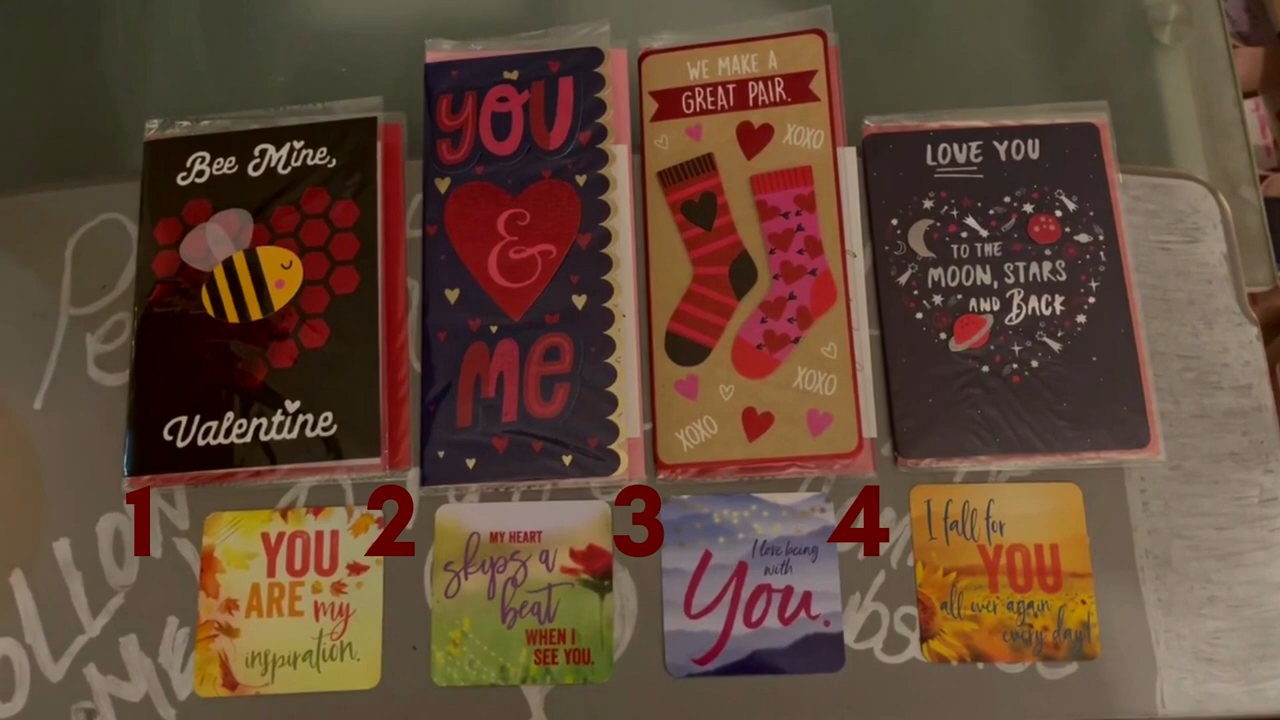 Bee Mine,
Valentine
YOU
&
ME
WE MAKE A
GREAT PAIR.
XOXO
XOXO
XOXO
LOVE YOU
TO THE
MOON, STARS
AND BACK
1
2
3
4
YOU
ARE my
inspiration.
MY HEART
skips a
beat
WHEN I
SEE YOU.
I love being
with
You.
I fall for
YOU
all over again
every day!